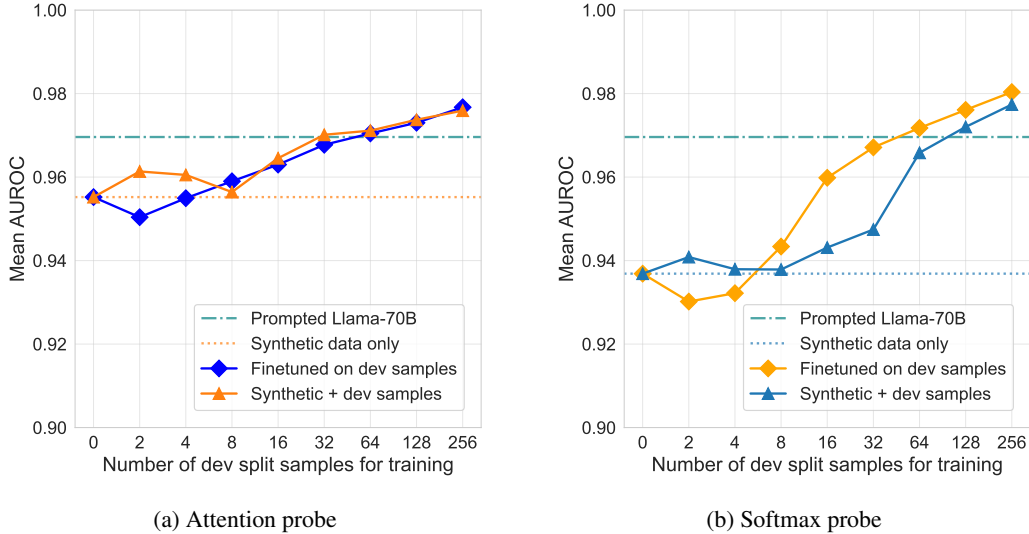 1.00
0.98
0.96
0.94
0.92
0.90
Mean AUROC
Prompted Llama-70B
Synthetic data only
Finetuned on dev samples
Synthetic + dev samples
0 2 4 8 16 32 64 128 256
Number of dev split samples for training
(a) Attention probe
1.00
0.98
0.96
0.94
0.92
0.90
Mean AUROC
Prompted Llama-70B
Synthetic data only
Finetuned on dev samples
Synthetic + dev samples
0 2 4 8 16 32 64 128 256
Number of dev split samples for training
(b) Softmax probe